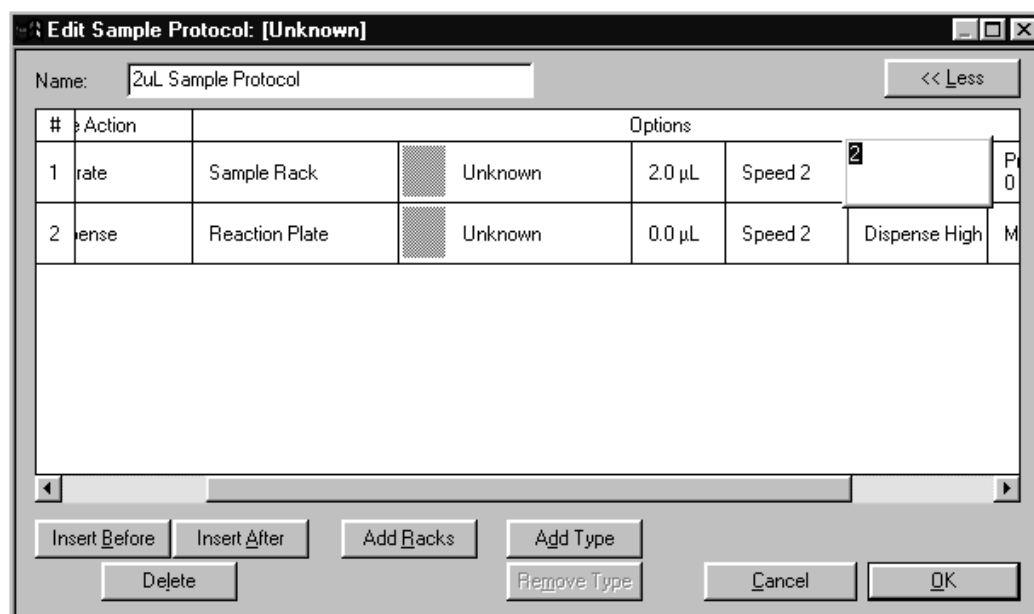 Edit Sample Protocol: [Unknown]
Name: 2uL Sample Protocol << Less
# Action Options
1 rate Sample Rack Unknown 2.0 µL Speed 2 2 0
2 ense Reaction Plate Unknown 0.0 µL Speed 2 Dispense High M
Insert Before Insert After Add Racks Add Type
Delete Remove Type Cancel OK